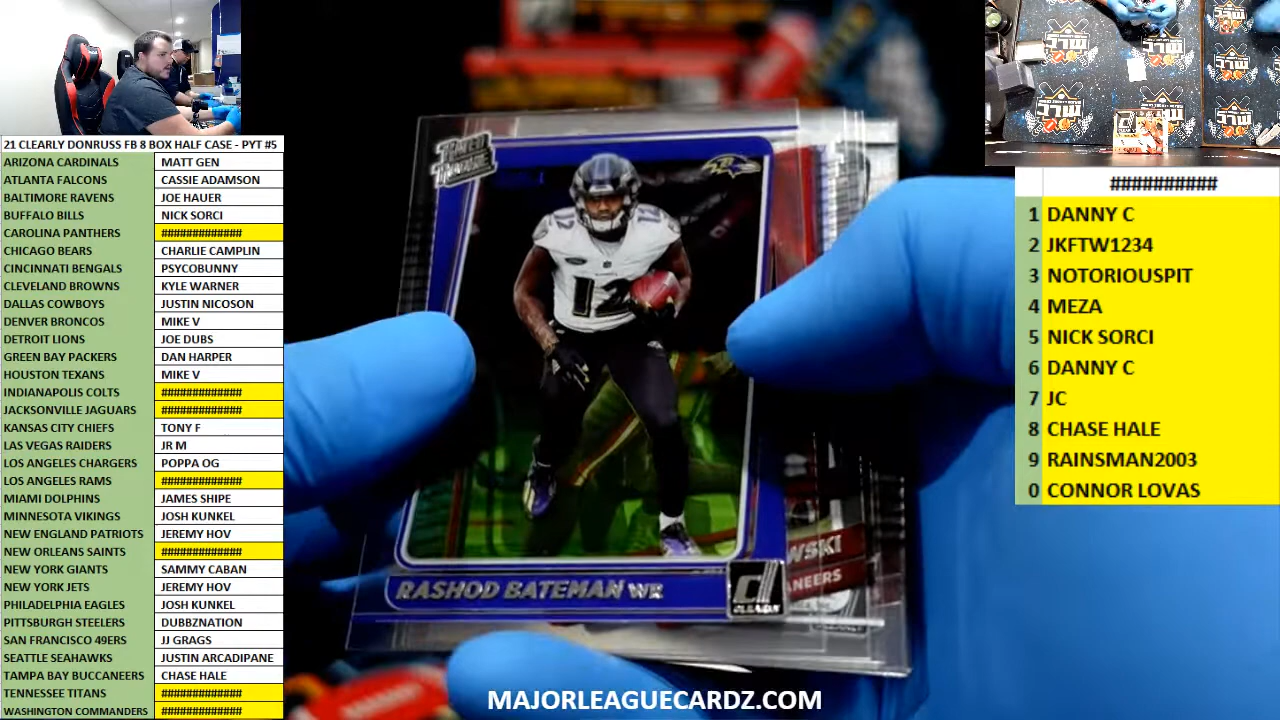 21 CLEARLY DONRUSS FB 8 BOX HALF CASE - PYT #5
ARIZONA CARDINALS MATT GEN
ATLANTA FALCONS CASSIE ADAMSON
BALTIMORE RAVENS JOE HAUER
BUFFALO BILLS NICK SORCI
CAROLINA PANTHERS #############
CHICAGO BEARS CHARLIE CAMPLIN
CINCINNATI BENGALS PSYCOBUNNY
CLEVELAND BROWNS KYLE WARNER
DALLAS COWBOYS JUSTIN NICOSON
DENVER BRONCOS MIKE V
DETROIT LIONS JOE DUBS
GREEN BAY PACKERS DAN HARPER
HOUSTON TEXANS MIKE V
INDIANAPOLIS COLTS #############
JACKSONVILLE JAGUARS #############
KANSAS CITY CHIEFS TONY F
LAS VEGAS RAIDERS JR M
LOS ANGELES CHARGERS POPPA OG
LOS ANGELES RAMS #############
MIAMI DOLPHINS JAMES SHIPE
MINNESOTA VIKINGS JOSH KUNKEL
NEW ENGLAND PATRIOTS JEREMY HOV
NEW ORLEANS SAINTS #############
NEW YORK GIANTS SAMMY CABAN
NEW YORK JETS JEREMY HOV
PHILADELPHIA EAGLES JOSH KUNKEL
PITTSBURGH STEELERS DUBBZNATION
SAN FRANCISCO 49ERS JJ GRAGS
SEATTLE SEAHAWKS JUSTIN ARCADIPANE
TAMPA BAY BUCCANEERS CHASE HALE
TENNESSEE TITANS #############
WASHINGTON COMMANDERS #############
12
RASHOD BATEMAN WR
WSKI
NEERS
MAJORLEAGUECARDZ.COM
##########
1 DANNY C
2 JKFTW1234
3 NOTORIOUSPIT
4 MEZA
5 NICK SORCI
6 DANNY C
7 JC
8 CHASE HALE
9 RAINSMAN2003
0 CONNOR LOVAS